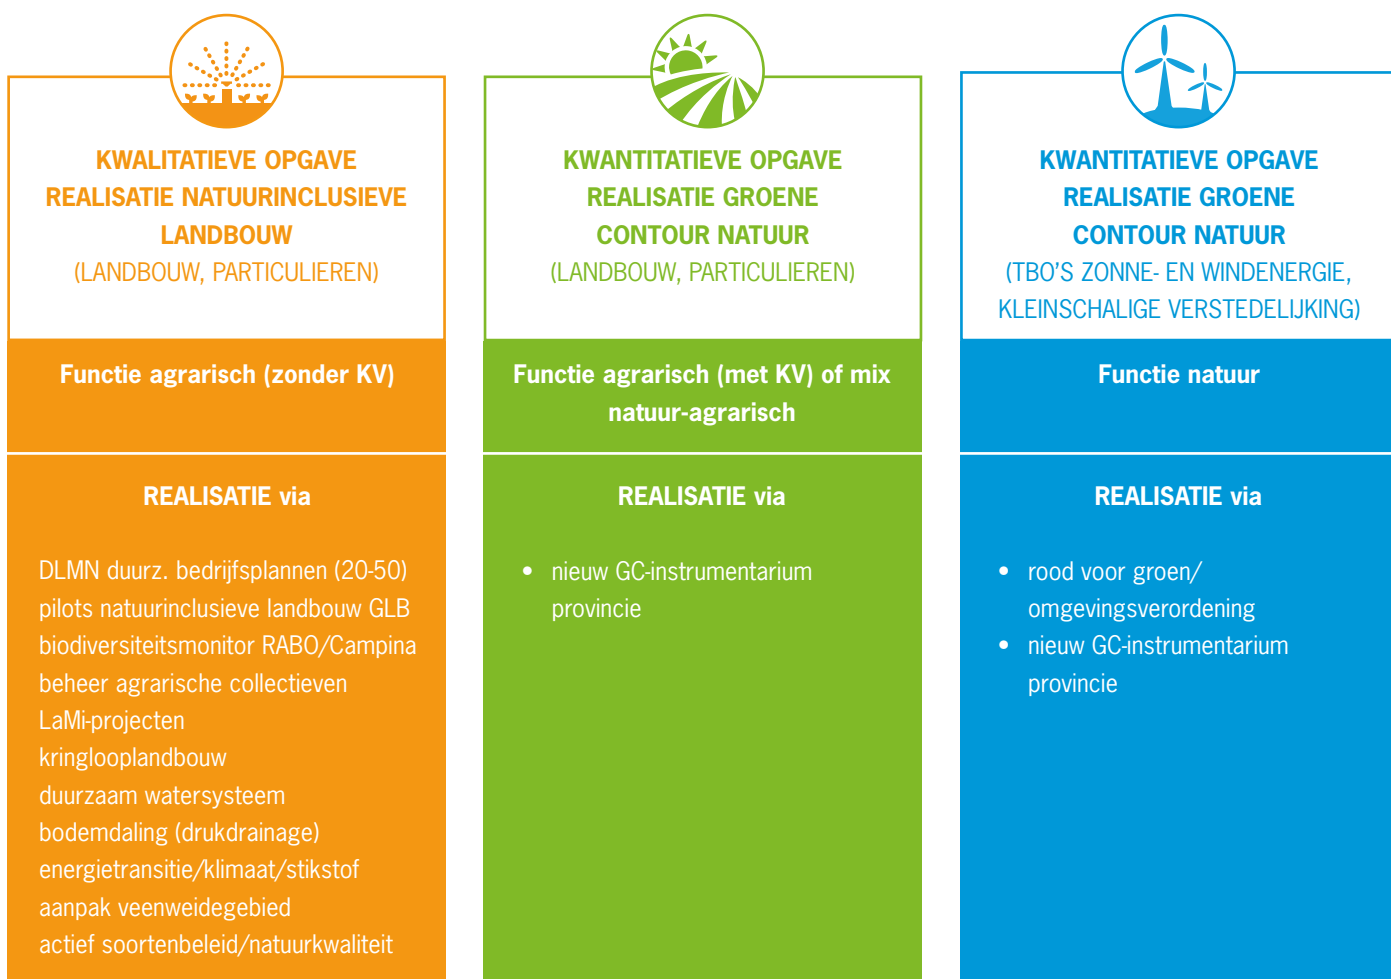 KWALITATIEVE OPGAVE
REALISATIE NATUURINCLUSIEVE
LANDBOUW
(LANDBOUW, PARTICULIEREN)
Functie agrarisch (zonder KV)
REALISATIE via
DLMN duurz. bedrijfsplannen (20-50)
pilots natuurinclusieve landbouw GLB
biodiversiteitsmonitor RABO/Campina
beheer agrarische collectieven
LaMi-projecten
kringlooplandbouw
duurzaam watersysteem
bodemdaling (drukdrainage)
energietransitie/klimaat/stikstof
aanpak veenweidegebied
actief soortenbeleid/natuurkwaliteit
KWANTITATIEVE OPGAVE
REALISATIE GROENE
CONTOUR NATUUR
(LANDBOUW, PARTICULIEREN)
Functie agrarisch (met KV) of mix
natuur-agrarisch
REALISATIE via
• nieuw GC-instrumentarium
provincie
KWANTITATIEVE OPGAVE
REALISATIE GROENE
CONTOUR NATUUR
(TBO'S ZONNE- EN WINDENERGIE,
KLEINSCHALIGE VERSTEDELIJKING)
Functie natuur
REALISATIE via
• rood voor groen/
omgevingsverordening
• nieuw GC-instrumentarium
provincie